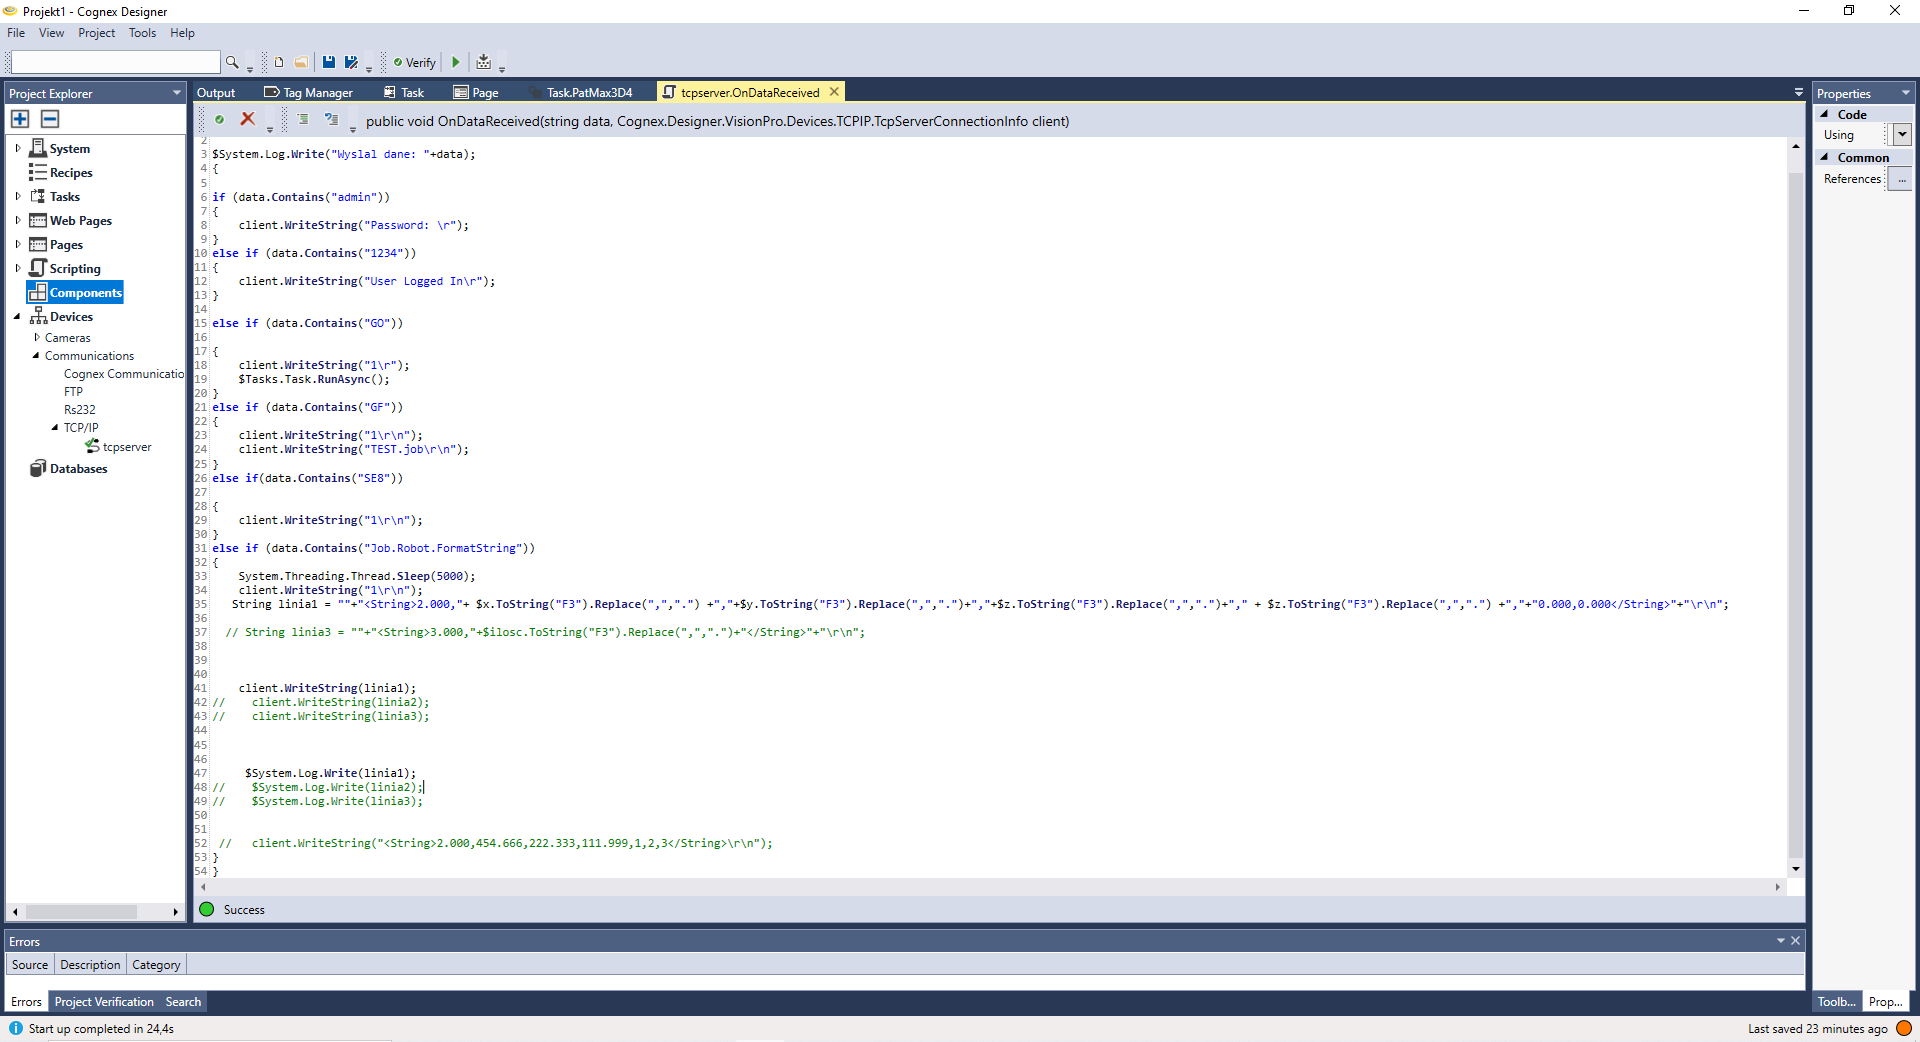 Projekt1 - Cognex Designer
File View Project Tools Help
Verify
Project Explorer
System
Recipes
Tasks
Web Pages
Pages
Scripting
Components
Devices
Cameras
Communications
Cognex Communicatio
FTP
Rs232
TCP/IP
tcpserver
Databases
Output Tag Manager Task Page Task.PatMax3D4 tcpserver.OnDataReceived
public void OnDataReceived(string data, Cognex.Designer.VisionPro.Devices.TCPIP.TcpServerConnectionInfo client)
2
3 $System.Log.Write("Wyslal dane: "+data);
4 {
5
6 if (data.Contains("admin"))
7 {
8     client.WriteString("Password: \r");
9 }
10 else if (data.Contains("1234"))
11 {
12     client.WriteString("User Logged In\r");
13 }
14
15 else if (data.Contains("GO"))
16
17 {
18     client.WriteString("1\r");
19     $Tasks.Task.RunAsync();
20 }
21 else if (data.Contains("GF"))
22 {
23     client.WriteString("1\r\n");
24     client.WriteString("TEST.job\r\n");
25 }
26 else if(data.Contains("SE8"))
27
28 {
29     client.WriteString("1\r\n");
30 }
31 else if (data.Contains("Job.Robot.FormatString"))
32 {
33     System.Threading.Thread.Sleep(5000);
34     client.WriteString("1\r\n");
35    String linia1 = ""+"<String>2.000,"+ $x.ToString("F3").Replace(",",".") +","+$y.ToString("F3").Replace(",",".")+","+$z.ToString("F3").Replace(",",".")+"," + $z.ToString("F3").Replace(",",".") +","+"0.000,0.000</String>"+"\r\n";
36
37   // String linia3 = ""+"<String>3.000,"+$ilosc.ToString("F3").Replace(",",".")+"</String>"+"\r\n";
38
39
40
41     client.WriteString(linia1);
42 //    client.WriteString(linia2);
43 //    client.WriteString(linia3);
44
45
46
47      $System.Log.Write(linia1);
48 //    $System.Log.Write(linia2);
49 //    $System.Log.Write(linia3);
50
51
52  //   client.WriteString("<String>2.000,454.666,222.333,111.999,1,2,3</String>\r\n");
53 }
54 }
Success
Properties
Code
Using
Common
References ...
Errors
Source Description Category
Errors Project Verification Search
Toolb... Prop...
Start up completed in 24,4s
Last saved 23 minutes ago